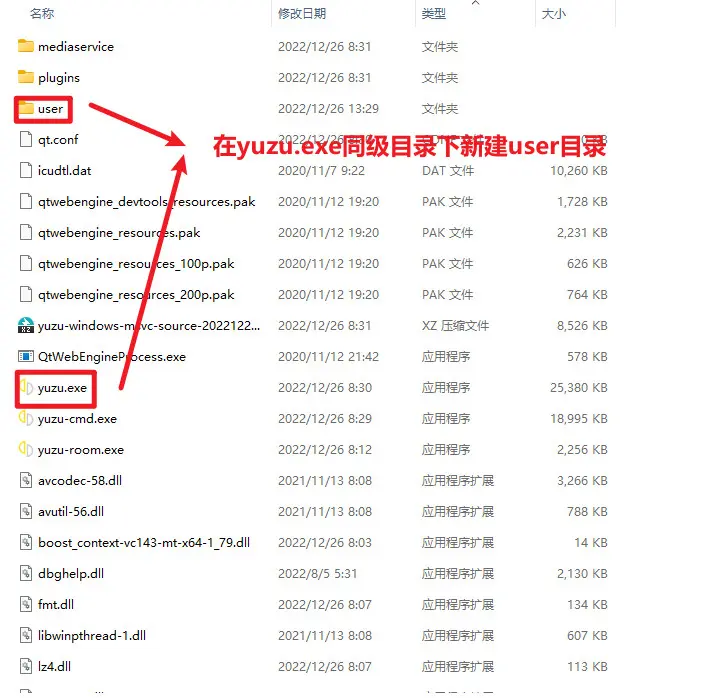 名称 修改日期 类型 大小
mediaservice 2022/12/26 8:31 文件夹
plugins 2022/12/26 8:31 文件夹
user 2022/12/26 13:29 文件夹
在yuzu.exe同级目录下新建user目录
qt.conf 2022/12/26 KB
icudtl.dat 2020/11/7 9:22 DAT 文件 10,260 KB
qtwebengine_devtools_resources.pak 2020/11/12 19:20 PAK 文件 1,728 KB
qtwebengine_resources.pak 2020/11/12 19:20 PAK 文件 2,231 KB
qtwebengine_resources_100p.pak 2020/11/12 19:20 PAK 文件 626 KB
qtwebengine_resources_200p.pak 2020/11/12 19:20 PAK 文件 764 KB
yuzu-windows-msvc-source-2022122... 2022/12/26 8:31 XZ 压缩文件 8,526 KB
QtWebEngineProcess.exe 2020/11/12 21:42 应用程序 578 KB
yuzu.exe 2022/12/26 8:30 应用程序 25,380 KB
yuzu-cmd.exe 2022/12/26 8:29 应用程序 18,995 KB
yuzu-room.exe 2022/12/26 8:12 应用程序 2,256 KB
avcodec-58.dll 2021/11/13 8:08 应用程序扩展 3,266 KB
avutil-56.dll 2021/11/13 8:08 应用程序扩展 788 KB
boost_context-vc143-mt-x64-1_79.dll 2022/12/26 8:03 应用程序扩展 14 KB
dbghelp.dll 2022/8/5 5:31 应用程序扩展 2,130 KB
fmt.dll 2022/12/26 8:07 应用程序扩展 134 KB
libwinpthread-1.dll 2021/11/13 8:08 应用程序扩展 607 KB
lz4.dll 2022/12/26 8:07 应用程序扩展 113 KB